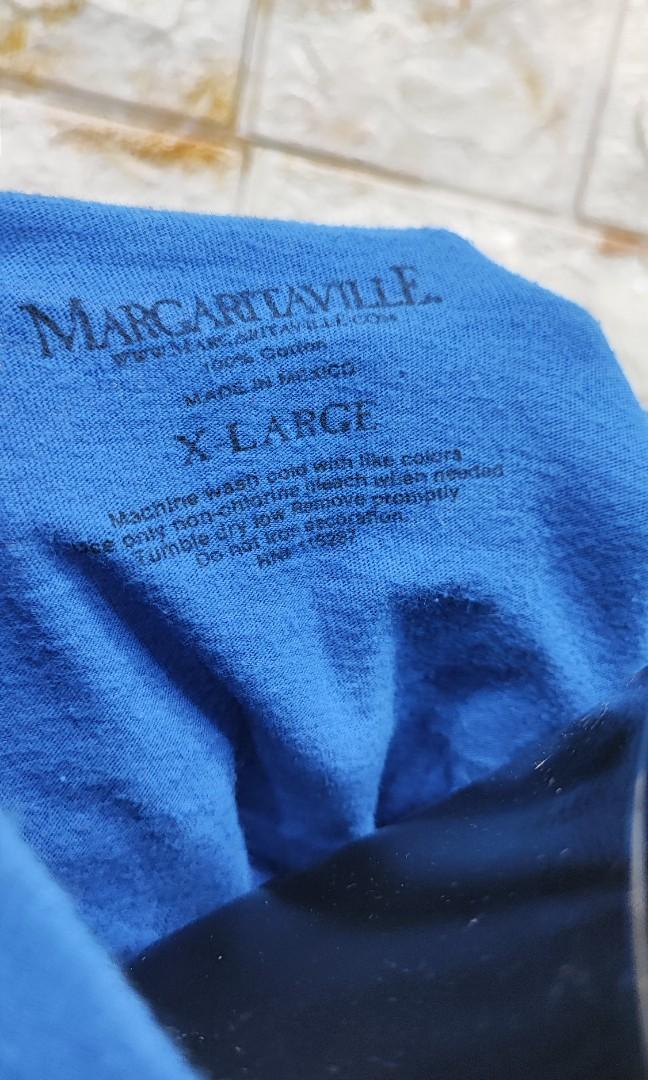 MARGARITAVILLE
WWW.MARGARITAVILLE.COM
100% Cotton
MADE IN MEXICO
X-LARGE
Machine wash cold with like colors
only non-chlorine bleach when needed
Tumble dry low Remove promptly
Do not iron decoration.